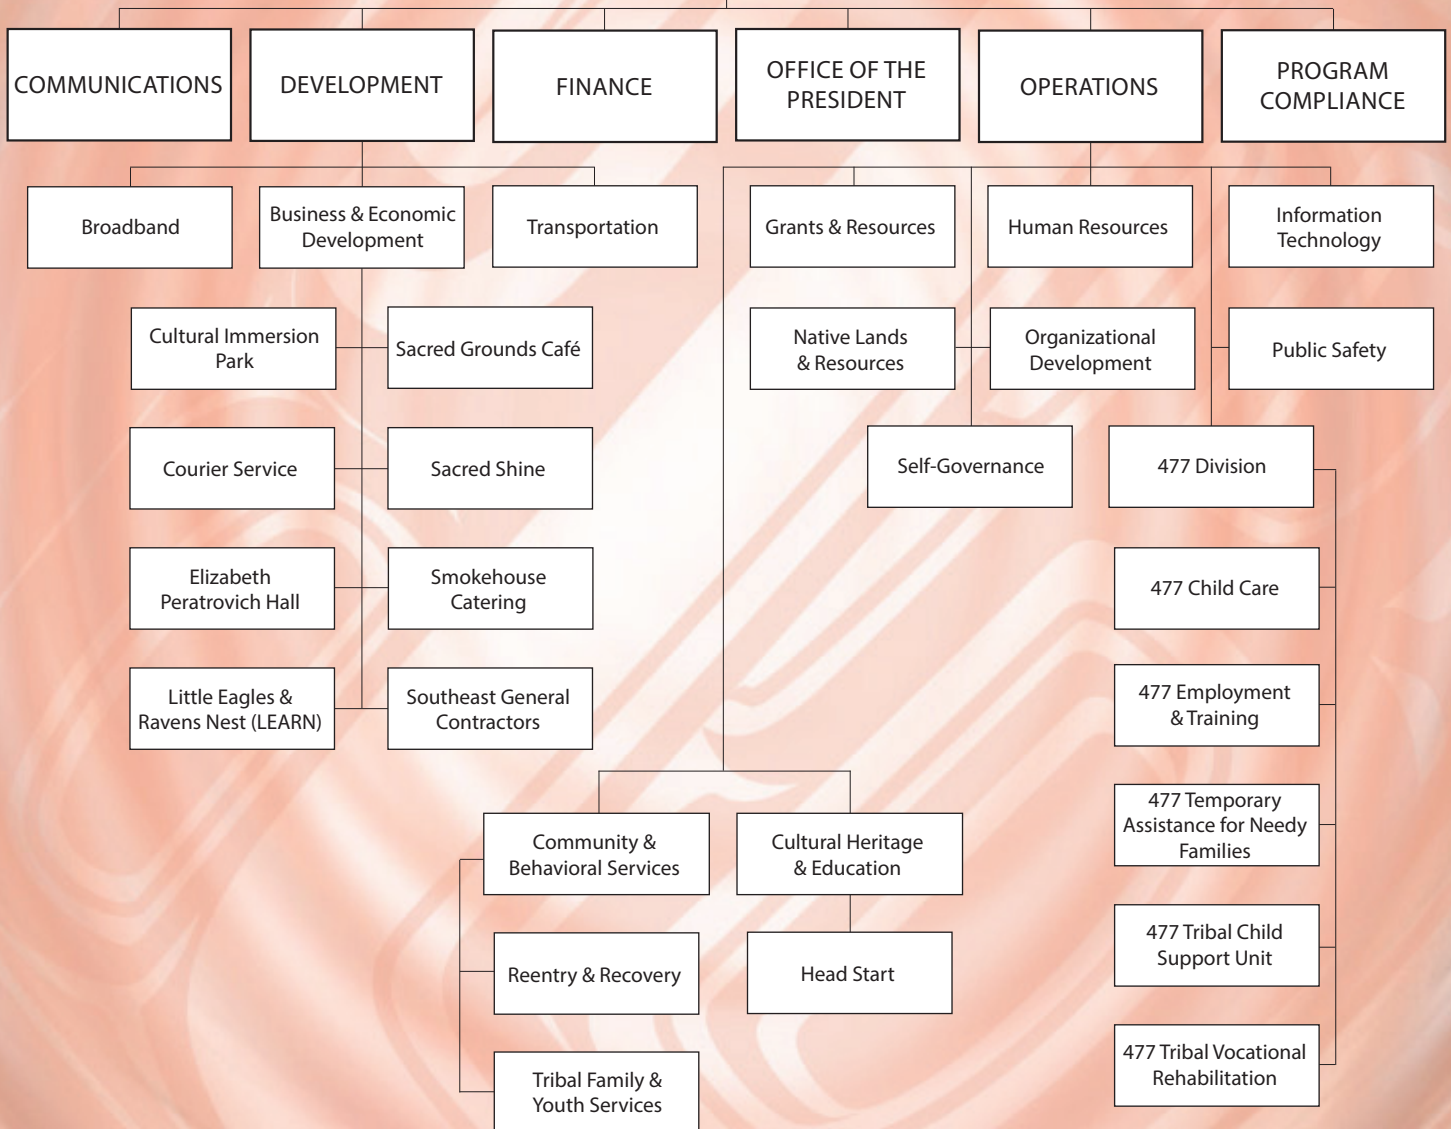 COMMUNICATIONS
DEVELOPMENT
FINANCE
OFFICE OF THE
PRESIDENT
OPERATIONS
PROGRAM
COMPLIANCE
Broadband
Business & Economic
Development
Transportation
Grants & Resources
Human Resources
Information
Technology
Cultural Immersion
Park
Sacred Grounds Café
Native Lands
& Resources
Organizational
Development
Public Safety
Courier Service
Sacred Shine
Self-Governance
477 Division
Elizabeth
Peratrovich Hall
Smokehouse
Catering
477 Child Care
Little Eagles &
Ravens Nest (LEARN)
Southeast General
Contractors
477 Employment
& Training
Community &
Behavioral Services
Cultural Heritage
& Education
477 Temporary
Assistance for Needy
Families
Reentry & Recovery
Head Start
477 Tribal Child
Support Unit
Tribal Family &
Youth Services
477 Tribal Vocational
Rehabilitation